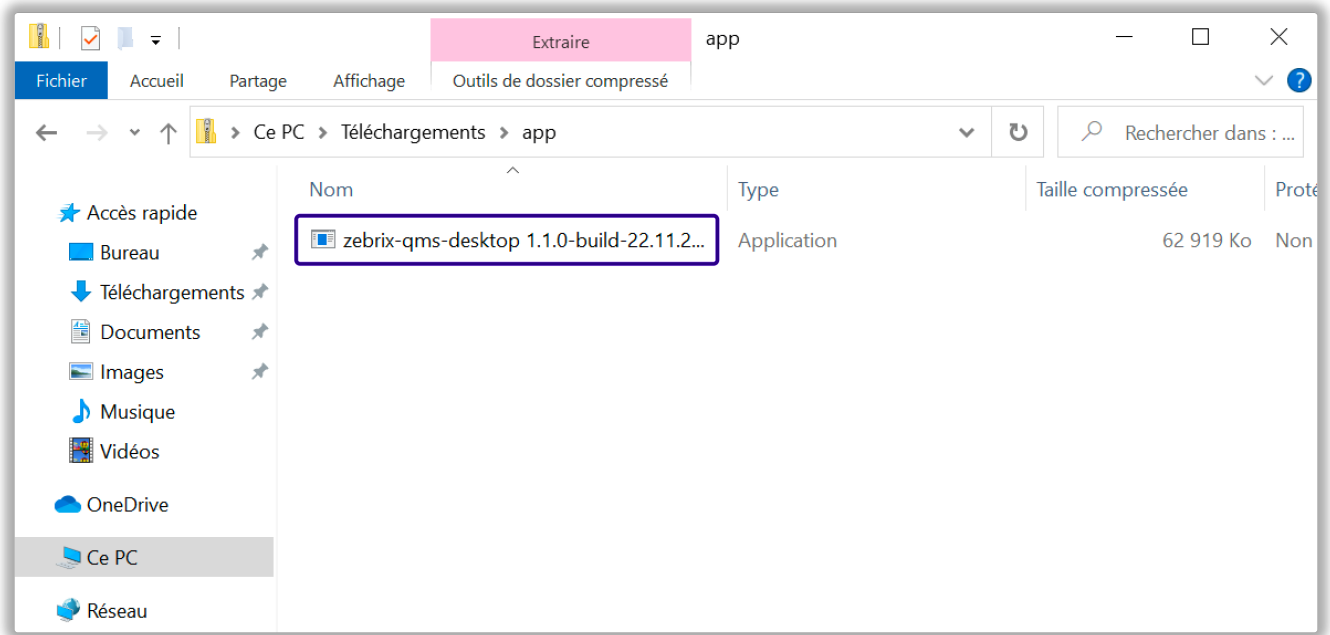 Extraire
app
Fichier
Accueil
Partage
Affichage
Outils de dossier compressé
?
Ce PC > Téléchargements > app
Rechercher dans : ...
Nom
Type
Taille compressée
Proté
zebrix-qms-desktop 1.1.0-build-22.11.2...
Application
62 919 Ko
Non
Accès rapide
Bureau
Téléchargements
Documents
Images
Musique
Vidéos
OneDrive
Ce PC
Réseau